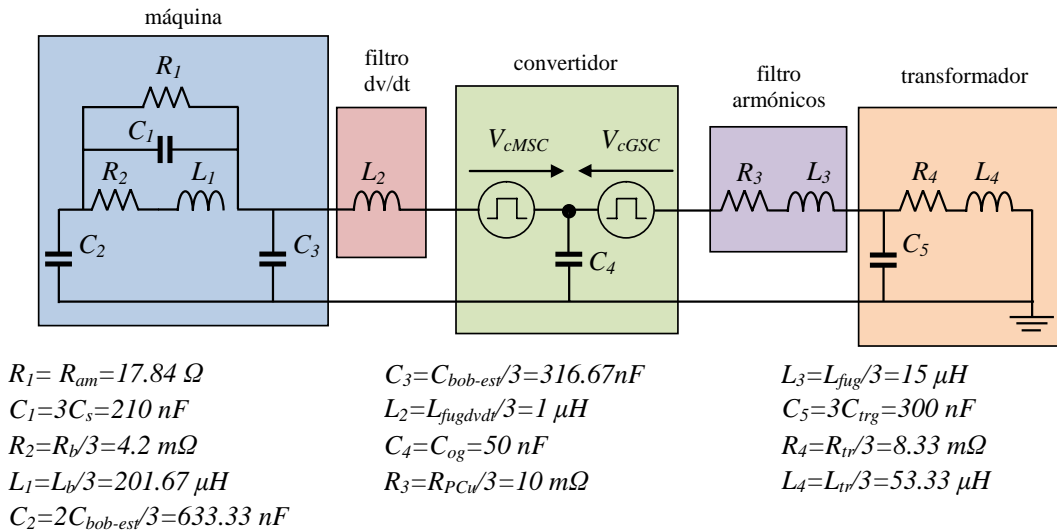 máquina
filtro
dv/dt
convertidor
filtro
armónicos
transformador
R1
C1
R2
L1
C2
C3
L2
VcMSC
VcGSC
C4
R3
L3
R4
L4
C5
R1= Ram=17.84 Ω
C1=3Cs=210 nF
R2=Rb/3=4.2 mΩ
L1=Lb/3=201.67 μH
C2=2Cbob-est/3=633.33 nF
C3=Cbob-est/3=316.67nF
L2=Lfugdvdt/3=1 μH
C4=Cog=50 nF
R3=RPCu/3=10 mΩ
L3=Lfug/3=15 μH
C5=3Ctrg=300 nF
R4=Rtr/3=8.33 mΩ
L4=Ltr/3=53.33 μH